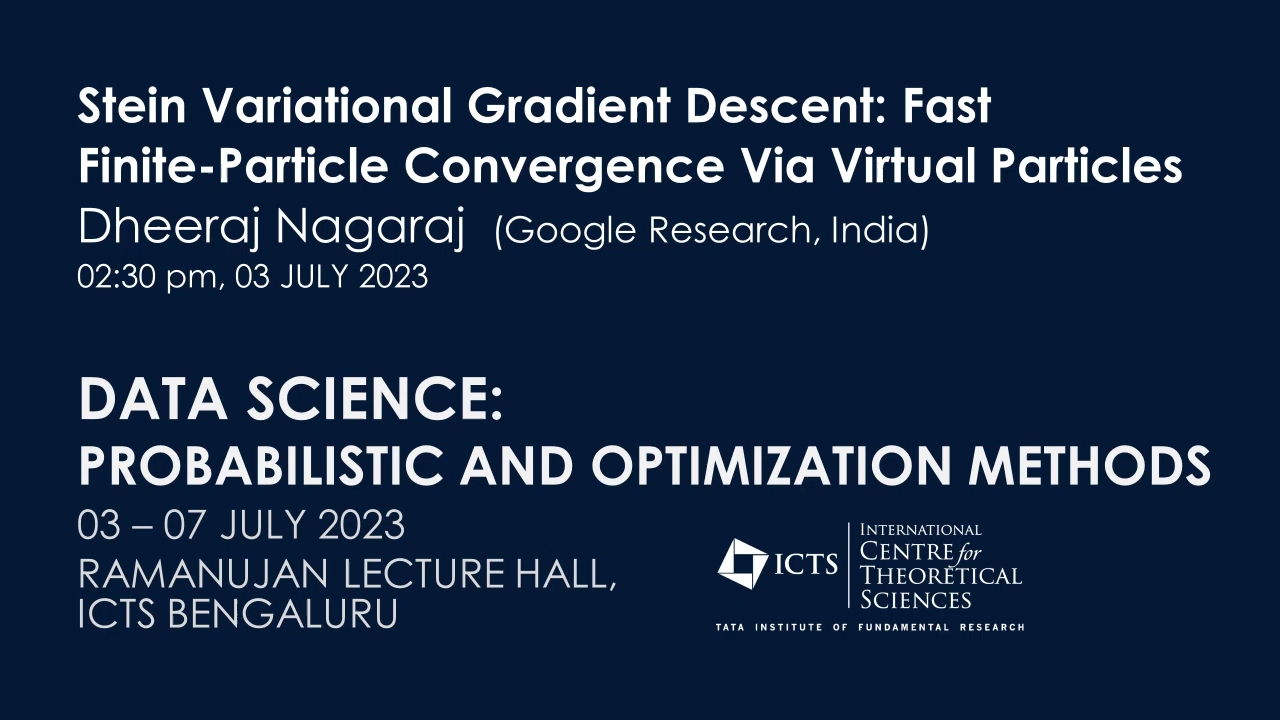 Stein Variational Gradient Descent: Fast
Finite-Particle Convergence Via Virtual Particles
Dheeraj Nagaraj (Google Research, India)
02:30 pm, 03 JULY 2023
DATA SCIENCE:
PROBABILISTIC AND OPTIMIZATION METHODS
03 – 07 JULY 2023
RAMANUJAN LECTURE HALL,
ICTS BENGALURU
ICTS
INTERNATIONAL
CENTRE for
THEORETICAL
SCIENCES
TATA INSTITUTE OF FUNDAMENTAL RESEARCH